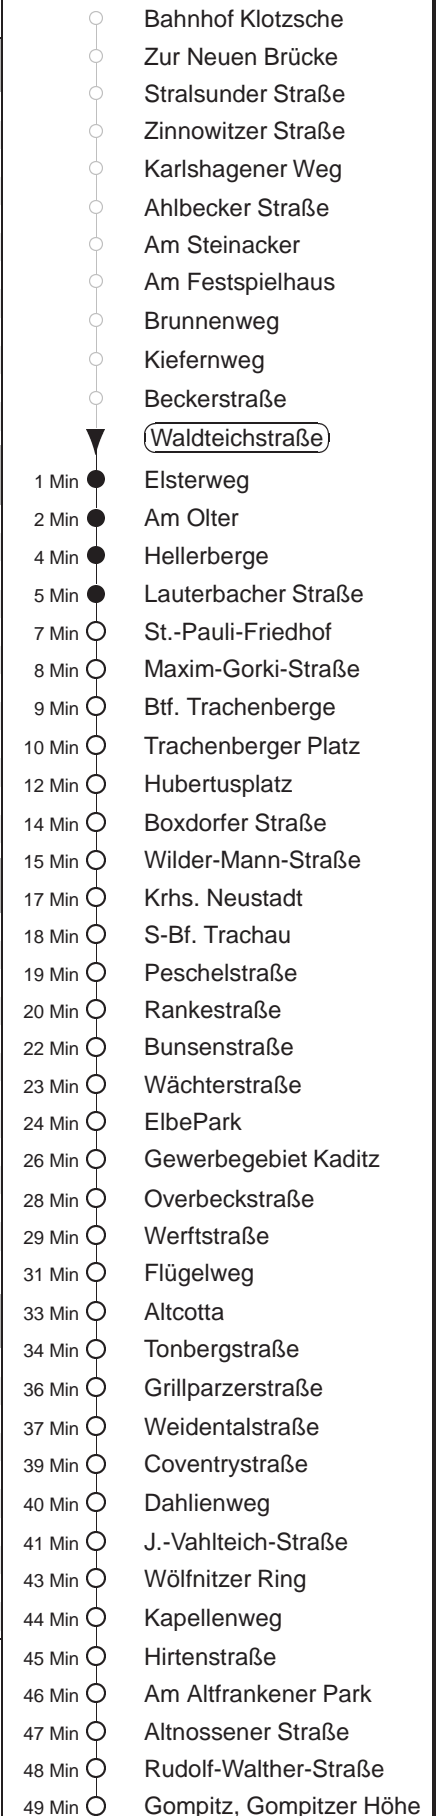 Bahnhof Klotzsche
Zur Neuen Brücke
Stralsunder Straße
Zinnowitzer Straße
Karlshagener Weg
Ahlbecker Straße
Am Steinacker
Am Festspielhaus
Brunnenweg
Kiefernweg
Beckerstraße
Waldteichstraße
1 Min Elsterweg
2 Min Am Olter
4 Min Hellerberge
5 Min Lauterbacher Straße
7 Min St.-Pauli-Friedhof
8 Min Maxim-Gorki-Straße
9 Min Btf. Trachenberge
10 Min Trachenberger Platz
12 Min Hubertusplatz
14 Min Boxdorfer Straße
15 Min Wilder-Mann-Straße
17 Min Krhs. Neustadt
18 Min S-Bf. Trachau
19 Min Peschelstraße
20 Min Rankestraße
22 Min Bunsenstraße
23 Min Wächterstraße
24 Min ElbePark
26 Min Gewerbegebiet Kaditz
28 Min Overbeckstraße
29 Min Werftstraße
31 Min Flügelweg
33 Min Altcotta
34 Min Tonbergstraße
36 Min Grillparzerstraße
37 Min Weidentalstraße
39 Min Coventrystraße
40 Min Dahlienweg
41 Min J.-Vahlteich-Straße
43 Min Wölfnitzer Ring
44 Min Kapellenweg
45 Min Hirtenstraße
46 Min Am Altfrankener Park
47 Min Altnossener Straße
48 Min Rudolf-Walther-Straße
49 Min Gompitz, Gompitzer Höhe